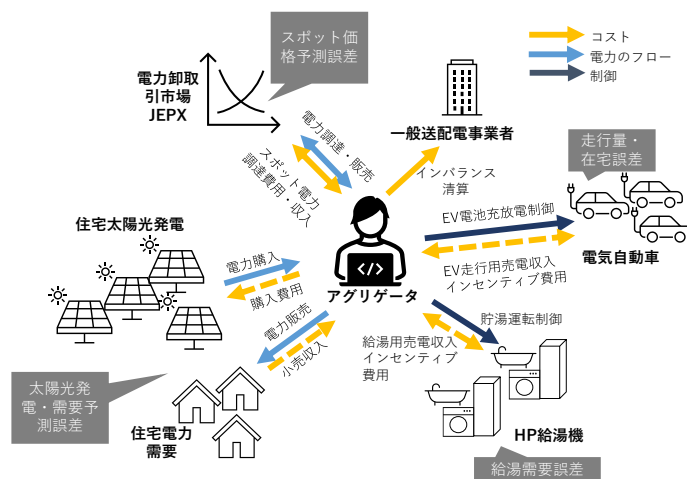 スポット価
格予測誤差
コスト
電力のフロー
制御
電力卸取
引市場
JEPX
一般送配電事業者
走行量・
在宅誤差
電力調達・販売
スポット電力
調達費用・収入
インバランス
清算
住宅太陽光発電
EV電池充放電制御
電気自動車
電力購入
</>
EV走行用売電収入
インセンティブ費用
購入費用
アグリゲータ
電力販売
小売収入
貯湯運転制御
給湯用売電収入
インセンティブ
費用
太陽光発
電・需要予
測誤差
住宅電力
需要
HP給湯機
給湯需要誤差